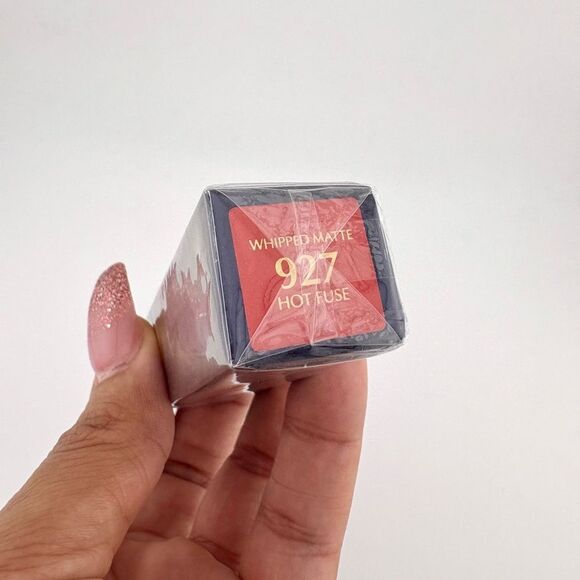 WHIPPED MATTE
927
HOT FUSE